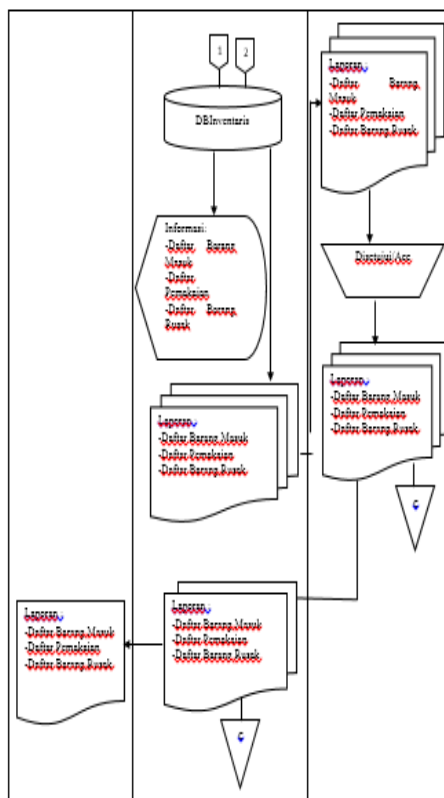 1 2
DBInventaris
Informasi:
-Daftar Barang
Masuk
-Daftar
Pemakaian
-Daftar Barang
Rusak
Laporan :
-Daftar Barang Masuk
-Daftar Pemakaian
-Daftar Barang Rusak
Laporan :
-Daftar Barang
Masuk
-Daftar Pemakaian
-Daftar Barang Rusak
Disetujui/Acc
Laporan :
-Daftar Barang Masuk
-Daftar Pemakaian
-Daftar Barang Rusak
Laporan :
-Daftar Barang Masuk
-Daftar Pemakaian
-Daftar Barang Rusak
Laporan :
-Daftar Barang Masuk
-Daftar Pemakaian
-Daftar Barang Rusak